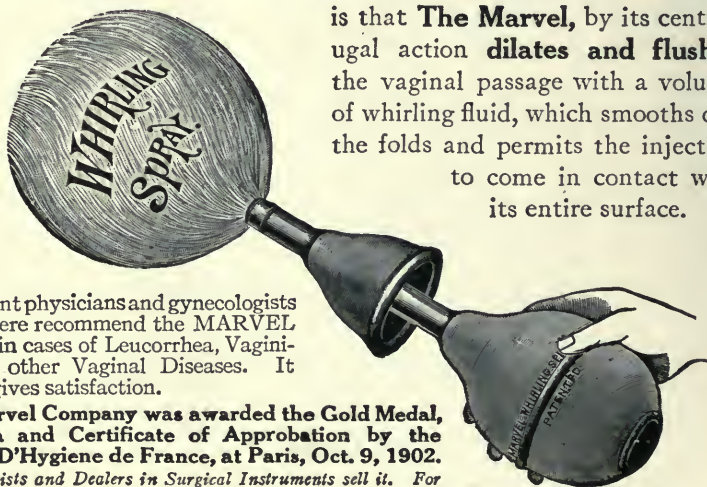 is that The Marvel, by its cent
ugal action dilates and flush
the vaginal passage with a volu
of whirling fluid, which smooths o
the folds and permits the inject
to come in contact w
its entire surface.
WHIRLING
SPRAY.
MARVEL WHIRLING SPR
PATENTED.
nt physicians and gynecologists
ere recommend the MARVEL
in cases of Leucorrhea, Vagini-
other Vaginal Diseases. It
gives satisfaction.
rvel Company was awarded the Gold Medal,
a and Certificate of Approbation by the
D'Hygiene de France, at Paris, Oct. 9, 1902.
ists and Dealers in Surgical Instruments sell it. For